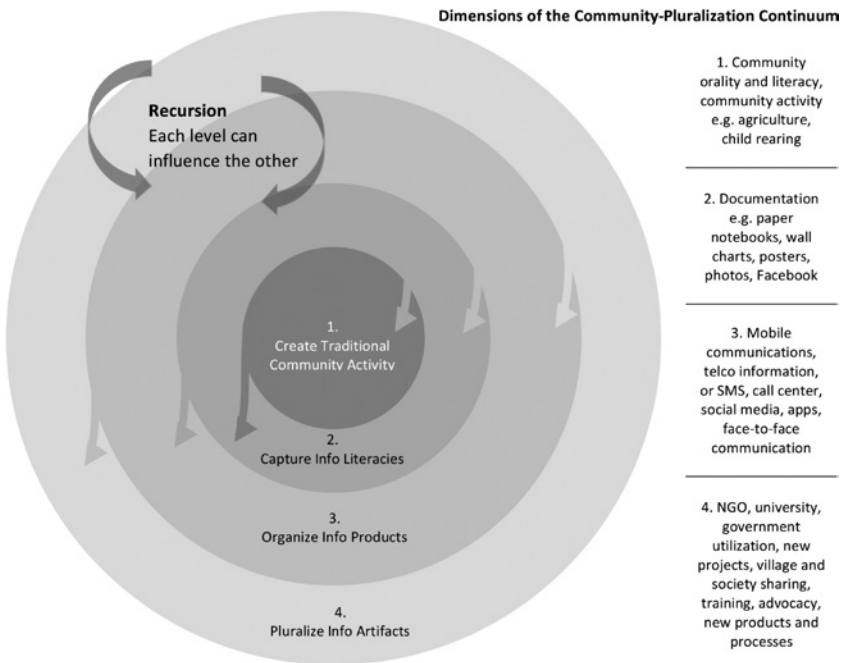 Dimensions of the Community-Pluralization Continuum
Recursion
Each level can
influence the other
1.
Create Traditional
Community Activity
2.
Capture Info Literacies
3.
Organize Info Products
4.
Pluralize Info Artifacts
1. Community
orality and literacy,
community activity
e.g. agriculture,
child rearing
2. Documentation
e.g. paper
notebooks, wall
charts, posters,
photos, Facebook
3. Mobile
communications,
telco information,
or SMS, call center,
social media, apps,
face-to-face
communication
4. NGO, university,
government
utilization, new
projects, village and
society sharing,
training, advocacy,
new products and
processes